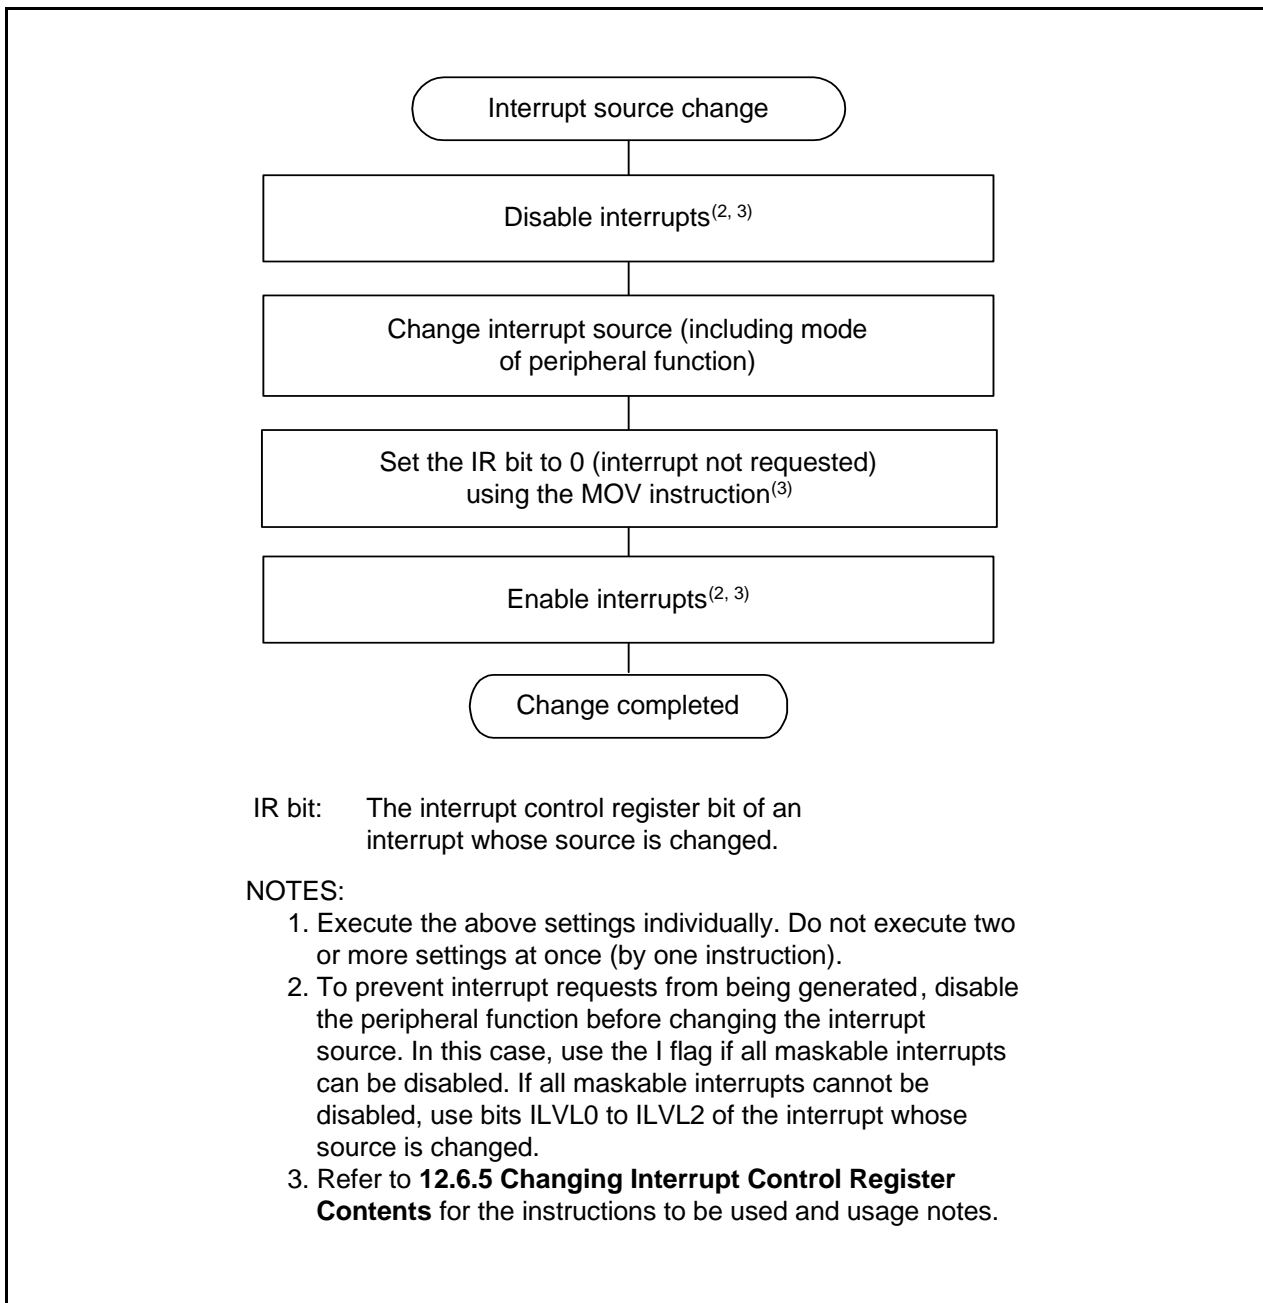 Interrupt source change
Disable interrupts(2, 3)
Change interrupt source (including mode
of peripheral function)
Set the IR bit to 0 (interrupt not requested)
using the MOV instruction(3)
Enable interrupts(2, 3)
Change completed
IR bit: The interrupt control register bit of an
interrupt whose source is changed.
NOTES:
1. Execute the above settings individually. Do not execute two
or more settings at once (by one instruction).
2. To prevent interrupt requests from being generated, disable
the peripheral function before changing the interrupt
source. In this case, use the I flag if all maskable interrupts
can be disabled. If all maskable interrupts cannot be
disabled, use bits ILVL0 to ILVL2 of the interrupt whose
source is changed.
3. Refer to 12.6.5 Changing Interrupt Control Register
Contents for the instructions to be used and usage notes.